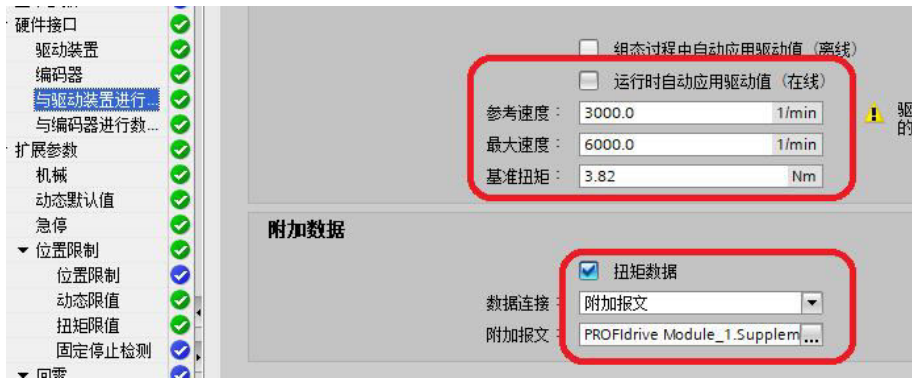 硬件接口
驱动装置
编码器
与驱动装置进行...
与编码器进行数...
扩展参数
机械
动态默认值
急停
位置限制
位置限制
动态限值
扭矩限值
固定停止检测
回零
组态过程中自动应用驱动值（离线）
运行时自动应用驱动值（在线）
参考速度： 3000.0 1/min
最大速度： 6000.0 1/min
基准扭矩： 3.82 Nm
驱
的
附加数据
扭矩数据
数据连接： 附加报文
附加报文： PROFIdrive Module_1.Supplem ...